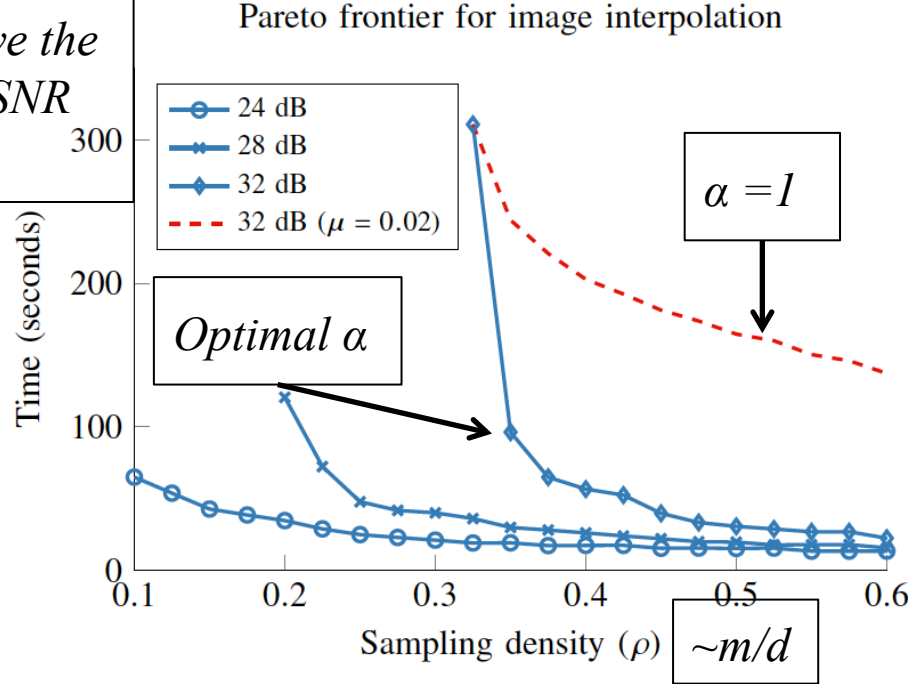 Pareto frontier for image interpolation
the
SNR
24 dB
28 dB
32 dB
32 dB (μ = 0.02)
α =1
Optimal α
Time (seconds)
300
200
100
0
0.1 0.2 0.3 0.4 0.5 0.6
Sampling density (ρ)
~m/d